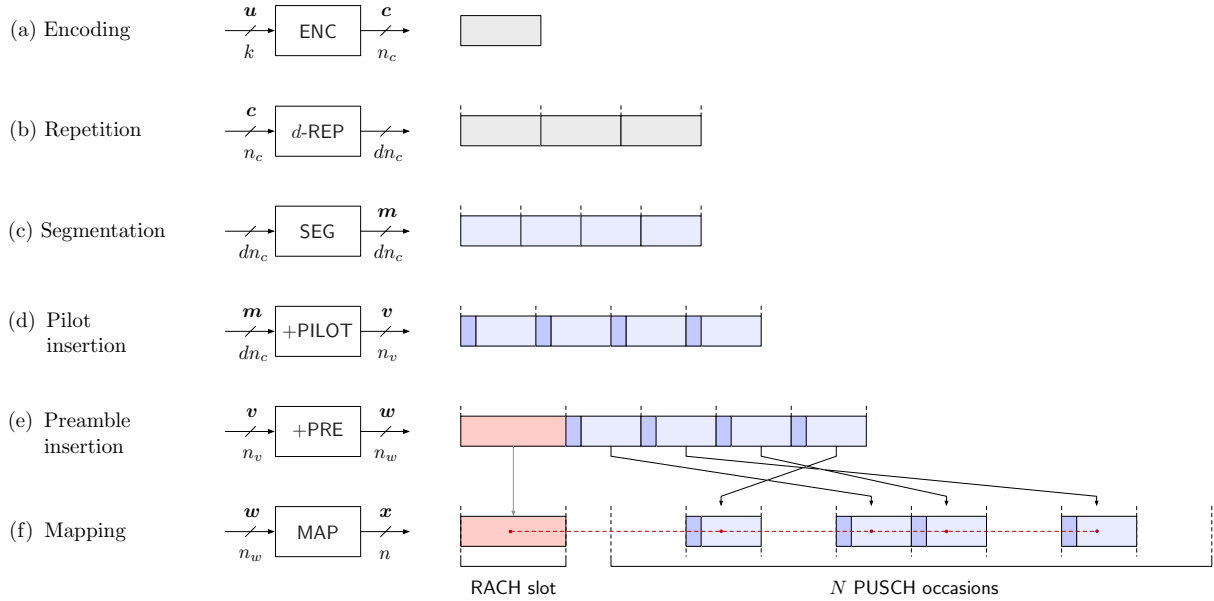 (a) Encoding u k ENC c n_c
(b) Repetition c n_c d-REP dn_c
(c) Segmentation dn_c SEG m dn_c
(d) Pilot
insertion m dn_c +PILOT v n_v
(e) Preamble
insertion v n_v +PRE w n_w
(f) Mapping w n_w MAP x n
RACH slot N PUSCH occasions